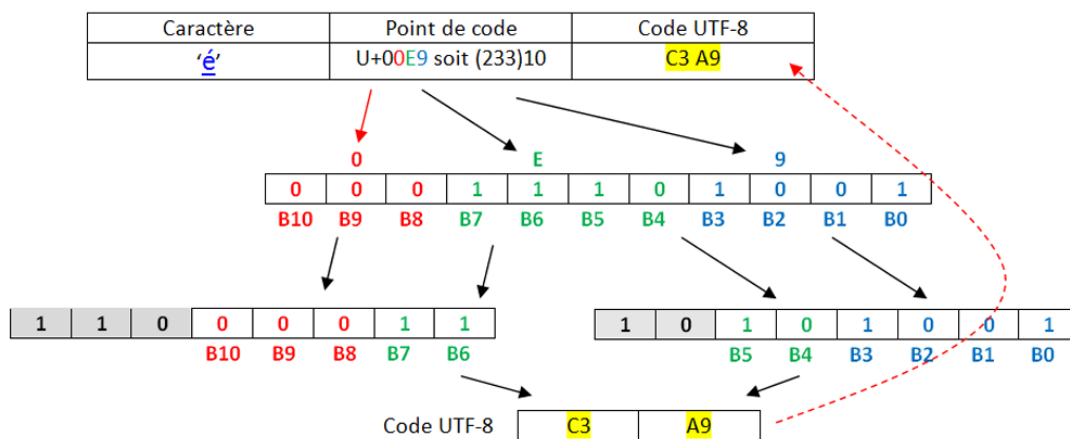 Caractère Point de code Code UTF-8
‘é’ U+00E9 soit (233)10 C3 A9
0 E 9
0 0 0 1 1 1 0 1 0 0 1
B10 B9 B8 B7 B6 B5 B4 B3 B2 B1 B0
1 1 0 0 0 0 1 1 1 0 1 0 1 0 0 1
B10 B9 B8 B7 B6 B5 B4 B3 B2 B1 B0
Code UTF-8 C3 A9